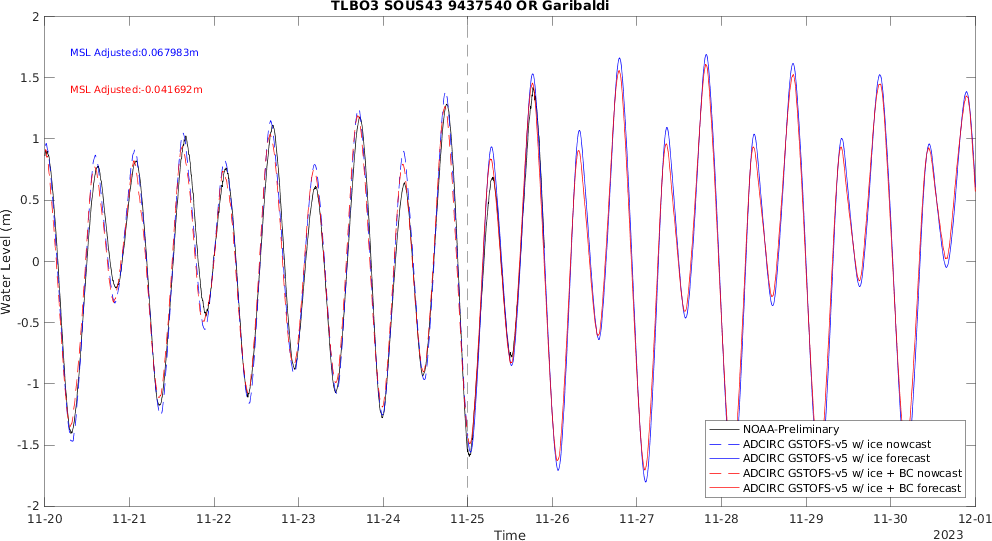 TLBO3 SOUS43 9437540 OR Garibaldi
MSL Adjusted:0.067983m
MSL Adjusted:-0.041692m
Water Level (m)
2
1.5
1
0.5
0
-0.5
-1
-1.5
-2
NOAA-Preliminary
ADCIRC GSTOFS-v5 w/ ice nowcast
ADCIRC GSTOFS-v5 w/ ice forecast
ADCIRC GSTOFS-v5 w/ ice + BC nowcast
ADCIRC GSTOFS-v5 w/ ice + BC forecast
11-20 11-21 11-22 11-23 11-24 11-25 11-26 11-27 11-28 11-29 11-30 12-01
Time
2023